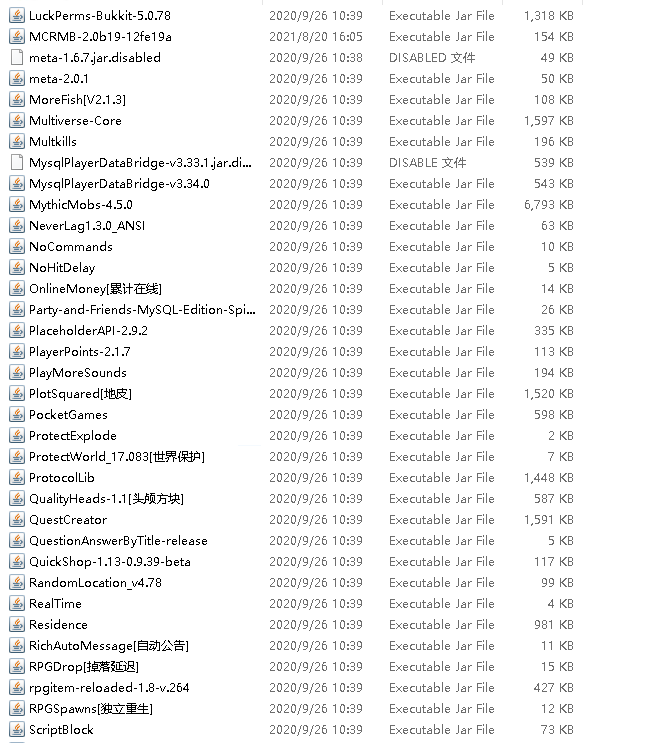 LuckPerms-Bukkit-5.0.78 2020/9/26 10:39 Executable Jar File 1,318 KB
MCRMB-2.0b19-12fe19a 2021/8/20 16:05 Executable Jar File 154 KB
meta-1.6.7.jar.disabled 2020/9/26 10:38 DISABLED 文件 49 KB
meta-2.0.1 2020/9/26 10:39 Executable Jar File 50 KB
MoreFish[V2.1.3] 2020/9/26 10:39 Executable Jar File 108 KB
Multiverse-Core 2020/9/26 10:39 Executable Jar File 1,597 KB
Multkills 2020/9/26 10:39 Executable Jar File 196 KB
MysqlPlayerDataBridge-v3.33.1.jar.di... 2020/9/26 10:39 DISABLE 文件 539 KB
MysqlPlayerDataBridge-v3.34.0 2020/9/26 10:39 Executable Jar File 543 KB
MythicMobs-4.5.0 2020/9/26 10:39 Executable Jar File 6,793 KB
NeverLag1.3.0_ANSI 2020/9/26 10:39 Executable Jar File 63 KB
NoCommands 2020/9/26 10:39 Executable Jar File 10 KB
NoHitDelay 2020/9/26 10:39 Executable Jar File 5 KB
OnlineMoney[累计在线] 2020/9/26 10:39 Executable Jar File 14 KB
Party-and-Friends-MySQL-Edition-Spi... 2020/9/26 10:39 Executable Jar File 26 KB
PlaceholderAPI-2.9.2 2020/9/26 10:39 Executable Jar File 335 KB
PlayerPoints-2.1.7 2020/9/26 10:39 Executable Jar File 113 KB
PlayMoreSounds 2020/9/26 10:39 Executable Jar File 194 KB
PlotSquared[地皮] 2020/9/26 10:39 Executable Jar File 1,520 KB
PocketGames 2020/9/26 10:39 Executable Jar File 598 KB
ProtectExplode 2020/9/26 10:39 Executable Jar File 2 KB
ProtectWorld_17.083[世界保护] 2020/9/26 10:39 Executable Jar File 7 KB
ProtocolLib 2020/9/26 10:39 Executable Jar File 1,448 KB
QualityHeads-1.1[头颅方块] 2020/9/26 10:39 Executable Jar File 587 KB
QuestCreator 2020/9/26 10:39 Executable Jar File 1,591 KB
QuestionAnswerByTitle-release 2020/9/26 10:39 Executable Jar File 5 KB
QuickShop-1.13-0.9.39-beta 2020/9/26 10:39 Executable Jar File 117 KB
RandomLocation_v4.78 2020/9/26 10:39 Executable Jar File 99 KB
RealTime 2020/9/26 10:39 Executable Jar File 4 KB
Residence 2020/9/26 10:39 Executable Jar File 981 KB
RichAutoMessage[自动公告] 2020/9/26 10:39 Executable Jar File 11 KB
RPGDrop[掉落延迟] 2020/9/26 10:39 Executable Jar File 15 KB
rpgitem-reloaded-1.8-v.264 2020/9/26 10:39 Executable Jar File 427 KB
RPGSpawns[独立重生] 2020/9/26 10:39 Executable Jar File 12 KB
ScriptBlock 2020/9/26 10:39 Executable Jar File 73 KB